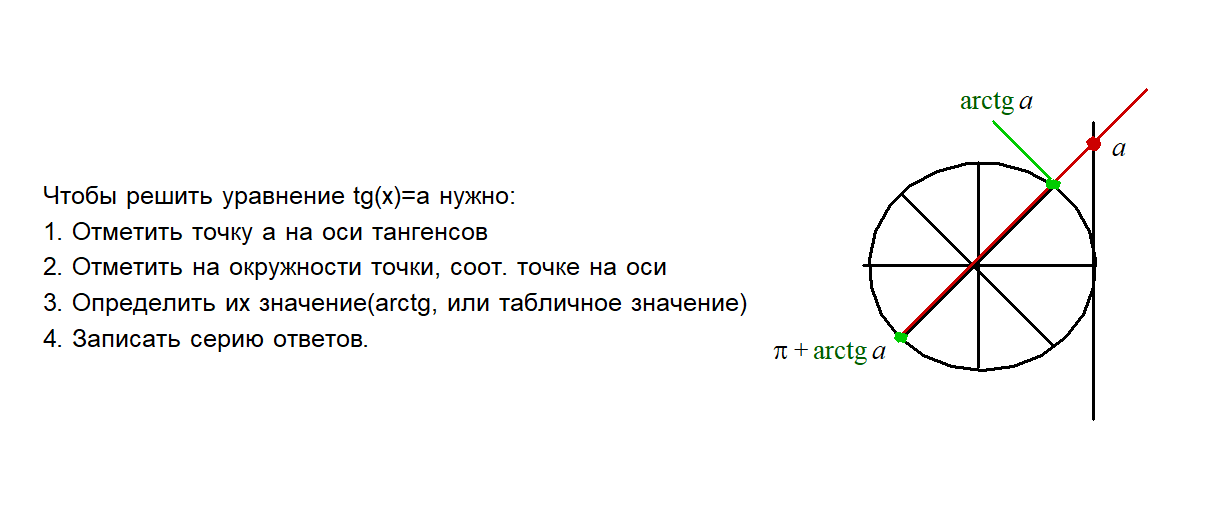 Чтобы решить уравнение tg(x)=a нужно:
1. Отметить точку a на оси тангенсов
2. Отметить на окружности точки, соот. точке на оси
3. Определить их значение(arctg, или табличное значение)
4. Записать серию ответов.
arctg a
a
π + arctg a